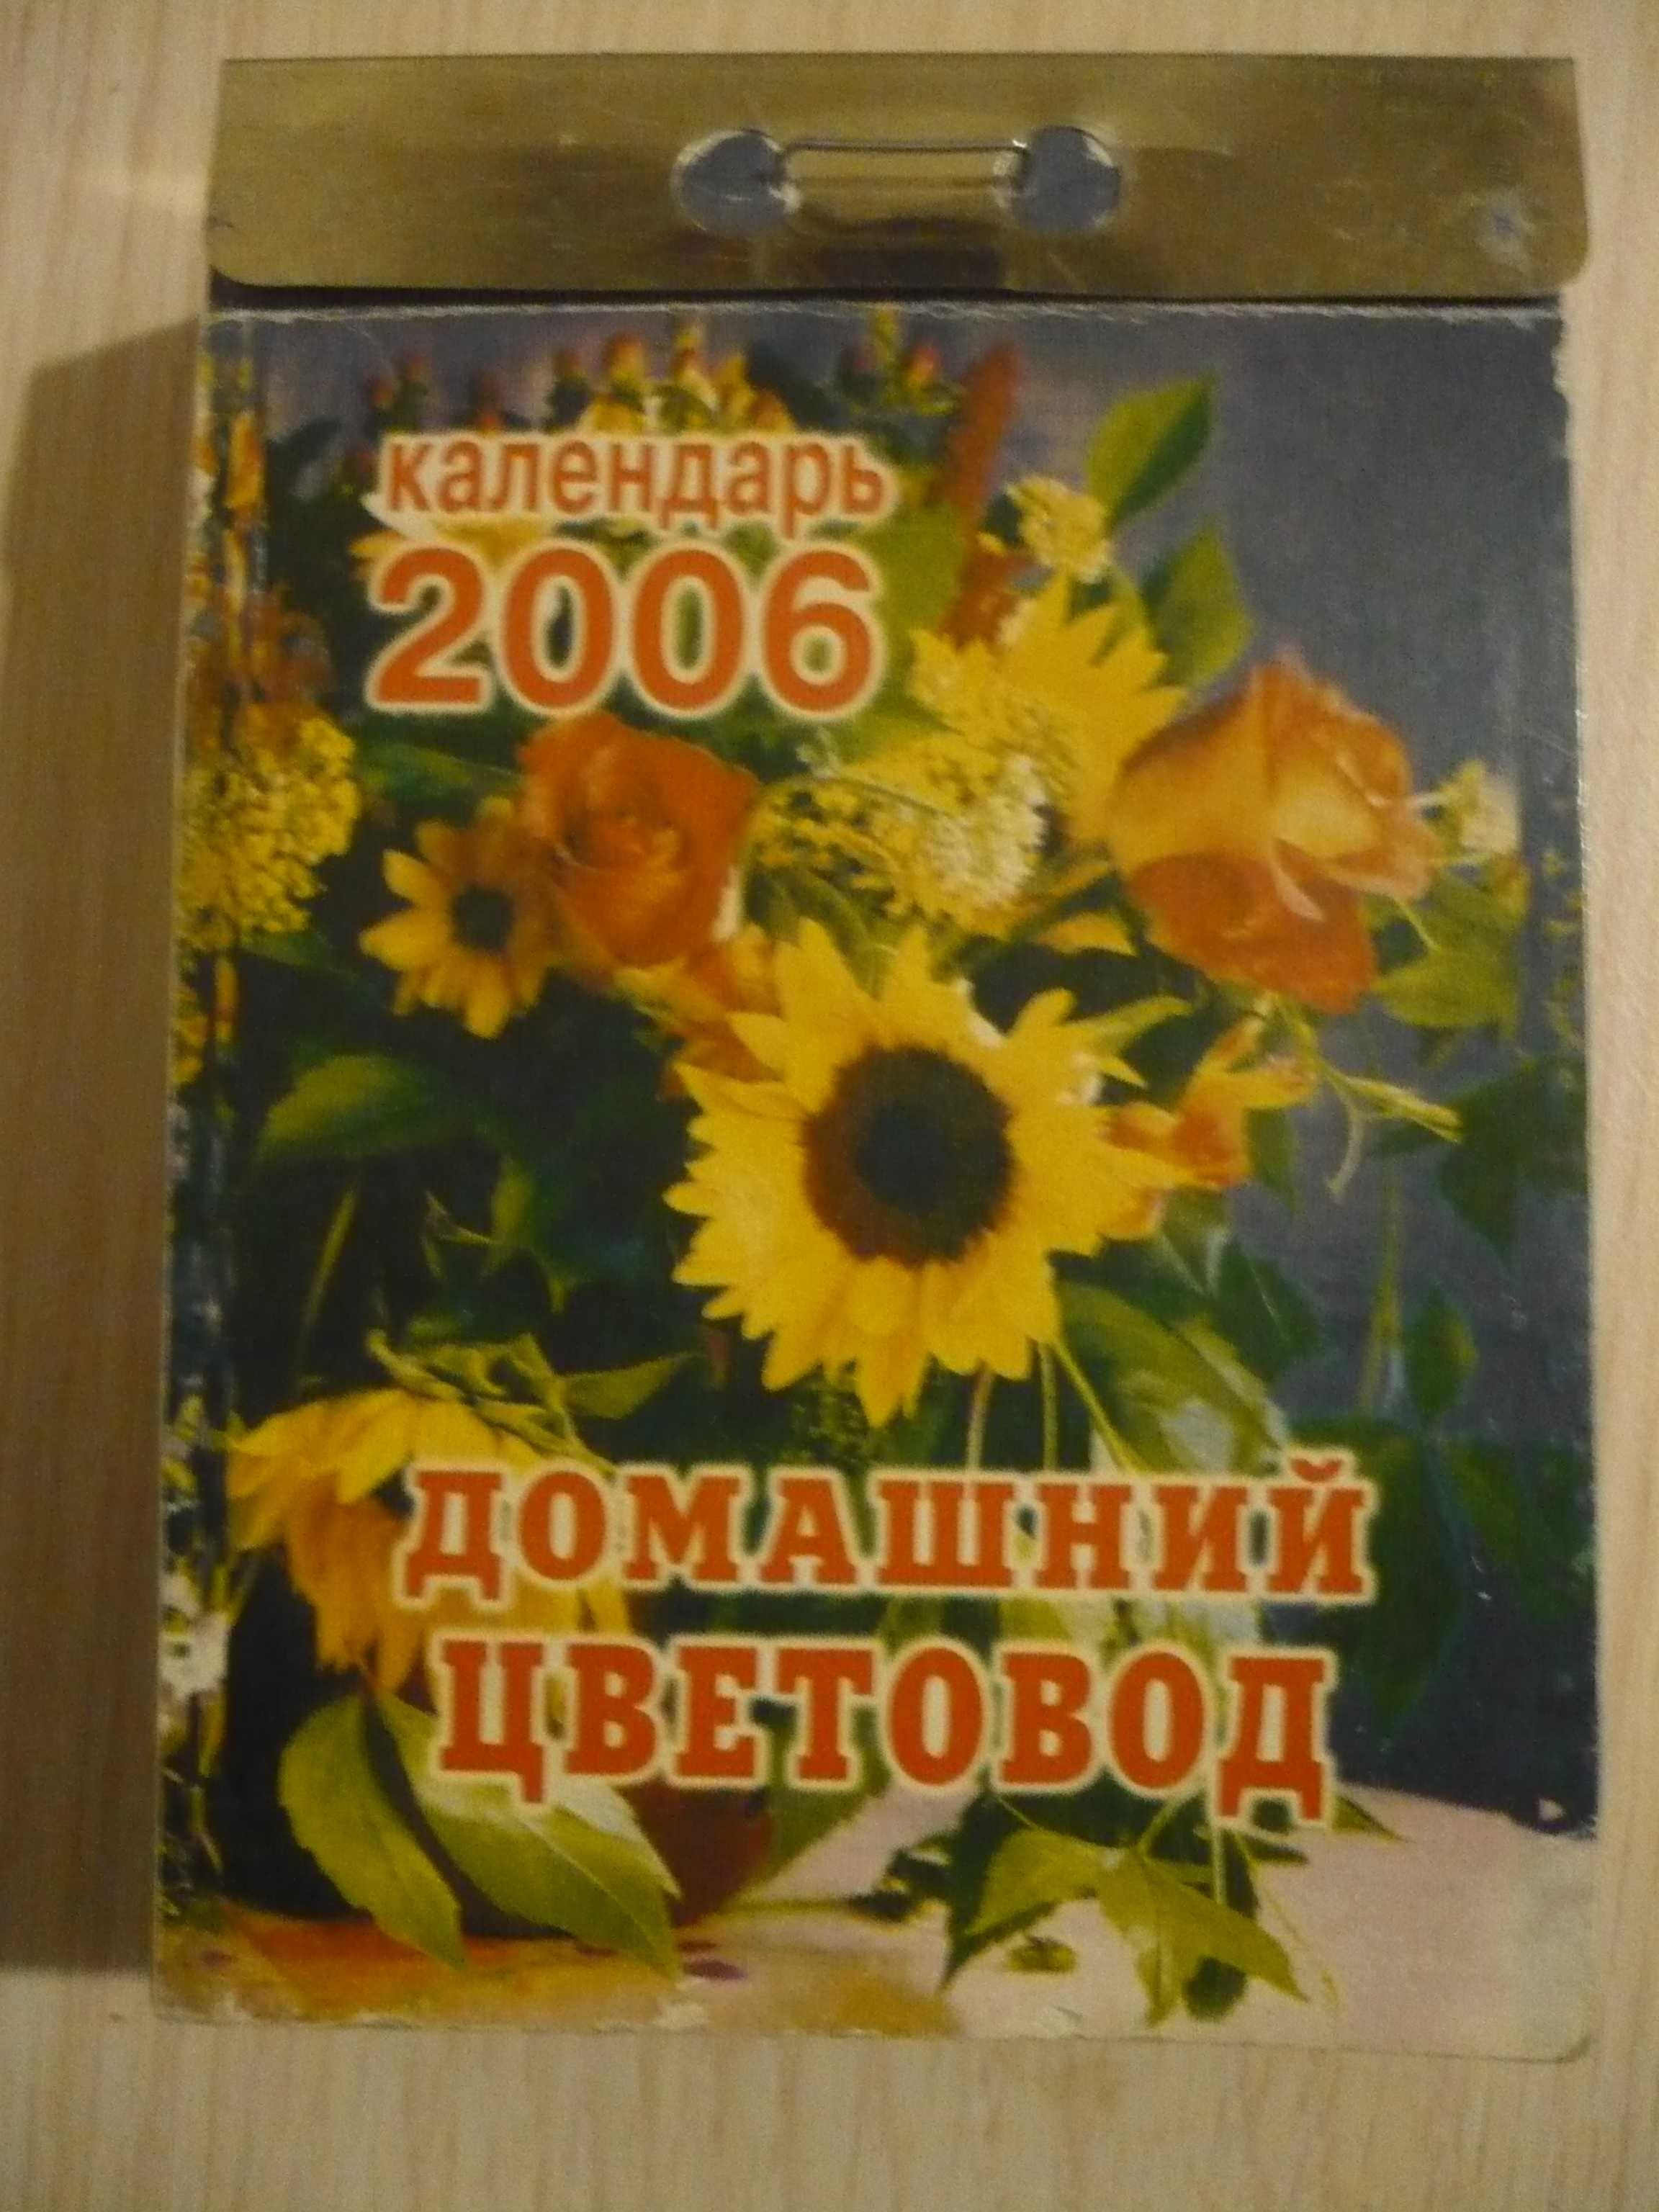 календарь
2006
ДОМАШНИЙ
ЦВЕТОВОД